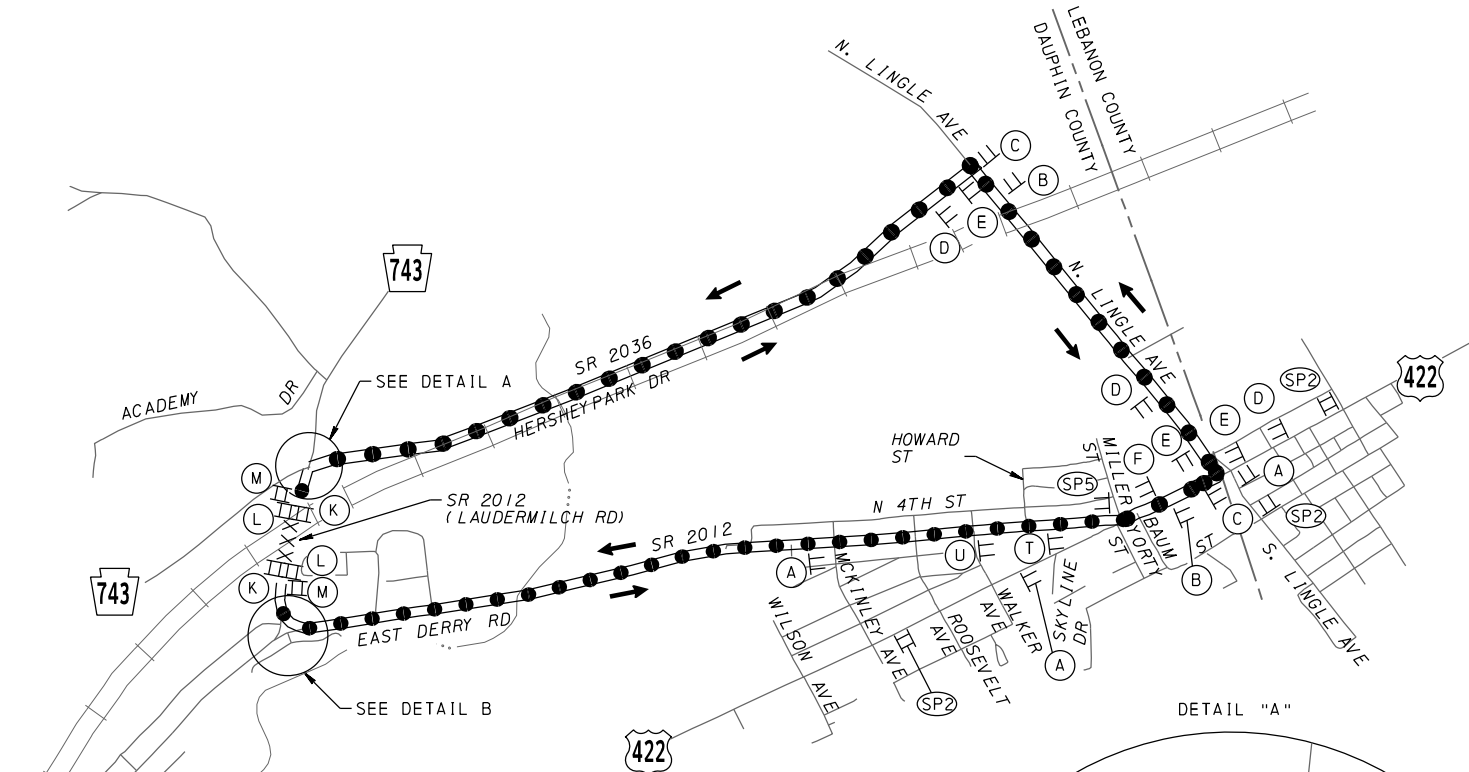 N. LINGLE AVE
LEBANON COUNTY
DAUPHIN COUNTY
C
B
E
D
743
N. LINGLE AVE
SR 2036
HERSHEYPARK DR
SEE DETAIL A
ACADEMY DR
422
SP2
D
E
D
E
F
A
C
SP2
B
HOWARD
ST
MILLER ST
SP5
YORTY ST
BAUM ST
S. LINGLE AVE
N 4TH ST
M
L
K
SR 2012
(LAUDERMILCH RD)
SR 2012
L
K
M
743
EAST DERRY RD
A
U
T
MCKINLEY AVE
WILSON AVE
ROOSEVELT AVE
WALKER AVE
SKYLINE DR
A
SP2
SEE DETAIL B
422
DETAIL "A"